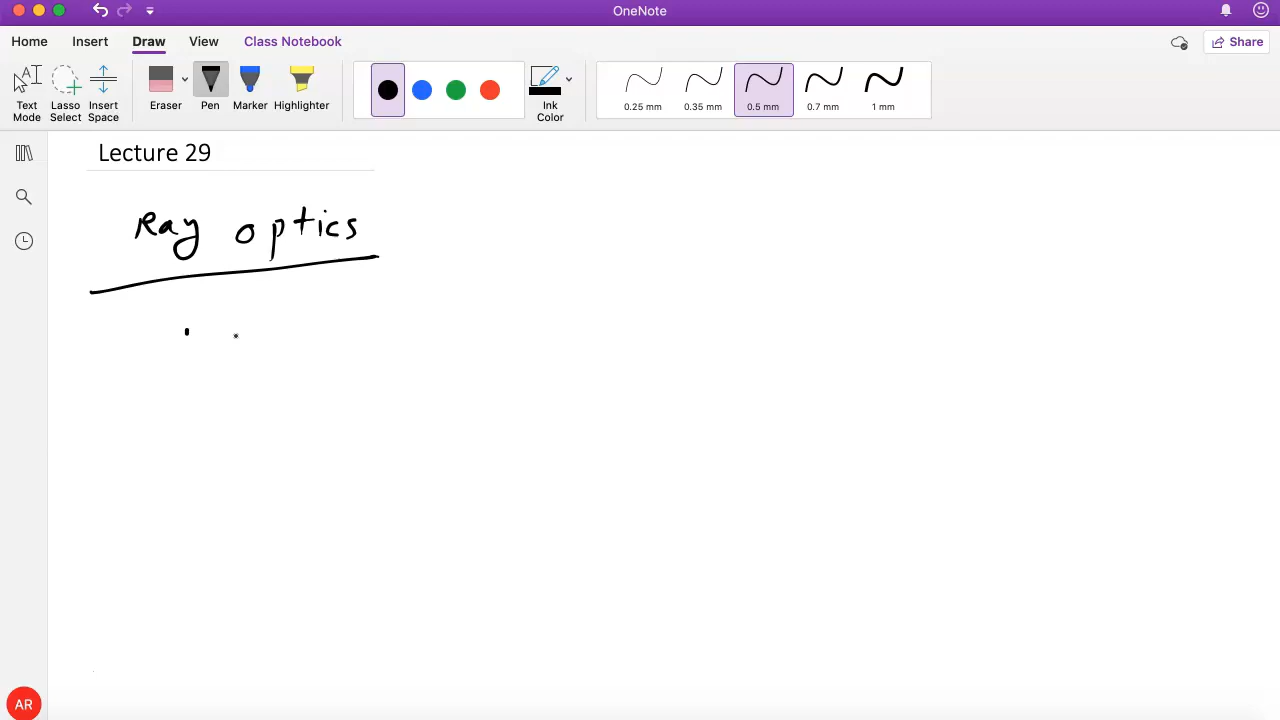 OneNote
Home Insert Draw View Class Notebook Share
Text Mode Lasso Select Insert Space Eraser Pen Marker Highlighter Ink Color 0.25 mm 0.35 mm 0.5 mm 0.7 mm 1 mm
Lecture 29
Ray optics
AR